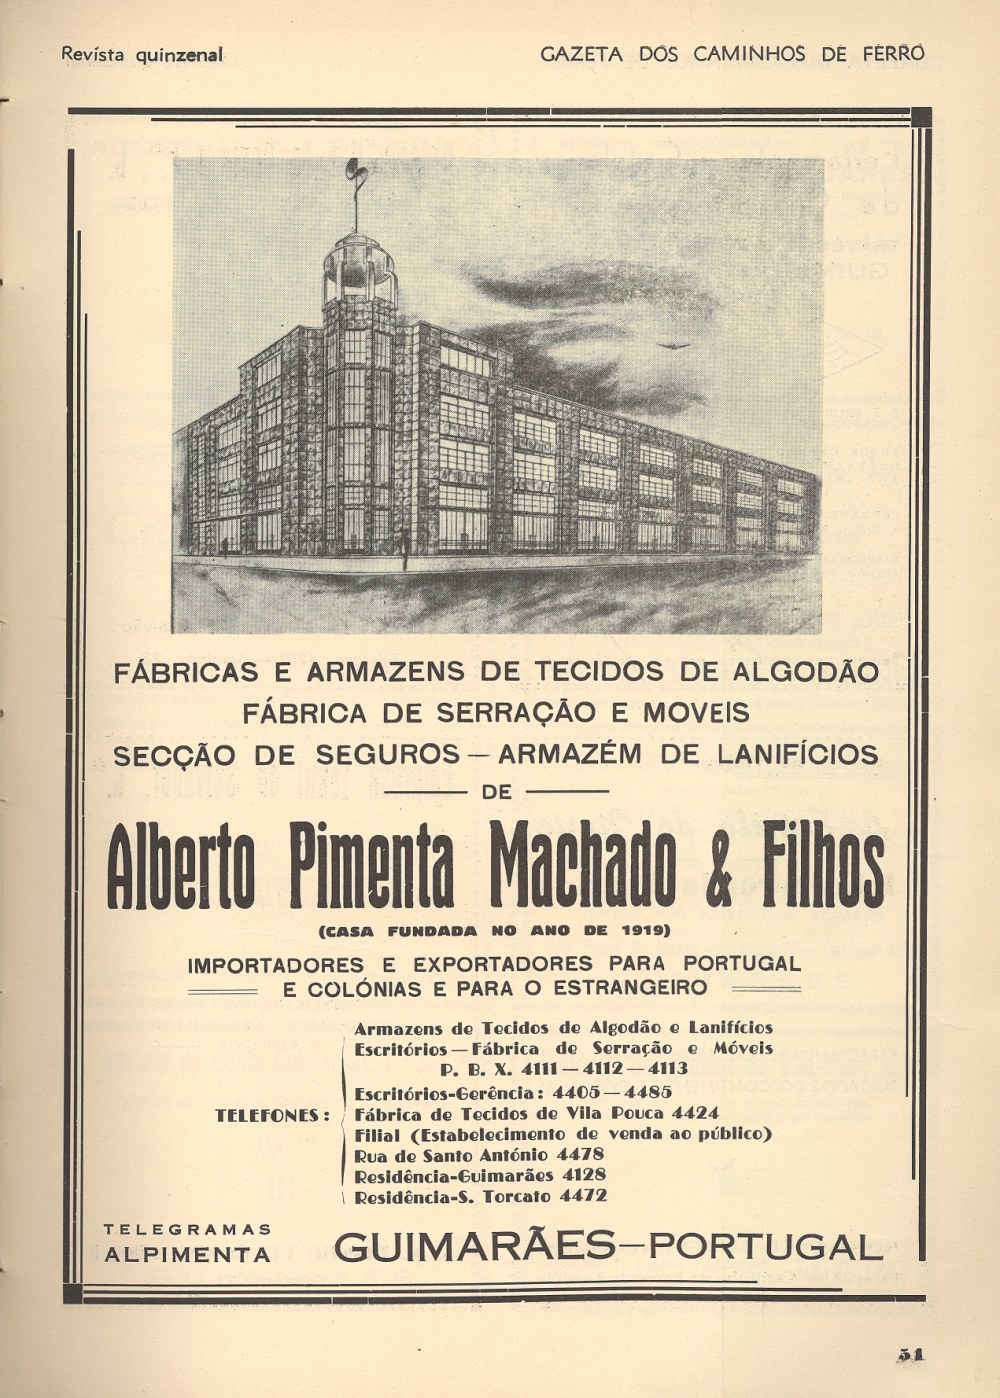 Revista quinzenal
GAZETA DOS CAMINHOS DE FERRO
FÁBRICAS E ARMAZENS DE TECIDOS DE ALGODÃO
FÁBRICA DE SERRAÇÃO E MOVEIS
SECÇÃO DE SEGUROS — ARMAZÉM DE LANIFÍCIOS
DE
Alberto Pimenta Machado & Filhos
(CASA FUNDADA NO ANO DE 1919)
IMPORTADORES E EXPORTADORES PARA PORTUGAL
E COLÓNIAS E PARA O ESTRANGEIRO
TELEFONES:
Armazens de Tecidos de Algodão e Lanifícios
Escritórios — Fábrica de Serração e Móveis
P. B. X. 4111 — 4112 — 4113
Escritórios-Gerência: 4405 — 4485
Fábrica de Tecidos de Vila Pouca 4424
Filial (Estabelecimento de venda ao público)
Rua de Santo António 4478
Residência-Guimarães 4128
Residência-S. Torcato 4472
TELEGRAMAS
ALPIMENTA
GUIMARÃES—PORTUGAL
51